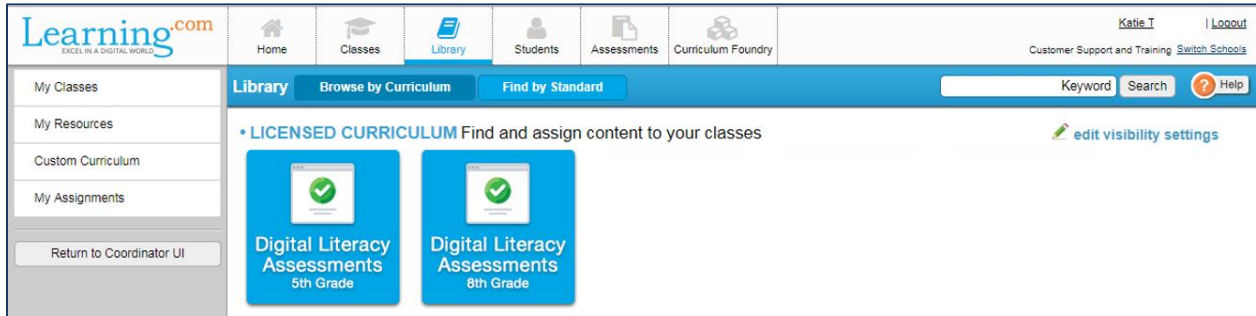 Learning.com
EXCEL IN A DIGITAL WORLD
Home
Classes
Library
Students
Assessments
Curriculum Foundry
Katie T | Logout
Customer Support and Training Switch Schools
My Classes
My Resources
Custom Curriculum
My Assignments
Return to Coordinator UI
Library Browse by Curriculum Find by Standard Keyword Search ? Help
• LICENSED CURRICULUM Find and assign content to your classes edit visibility settings
Digital Literacy
Assessments
5th Grade
Digital Literacy
Assessments
8th Grade